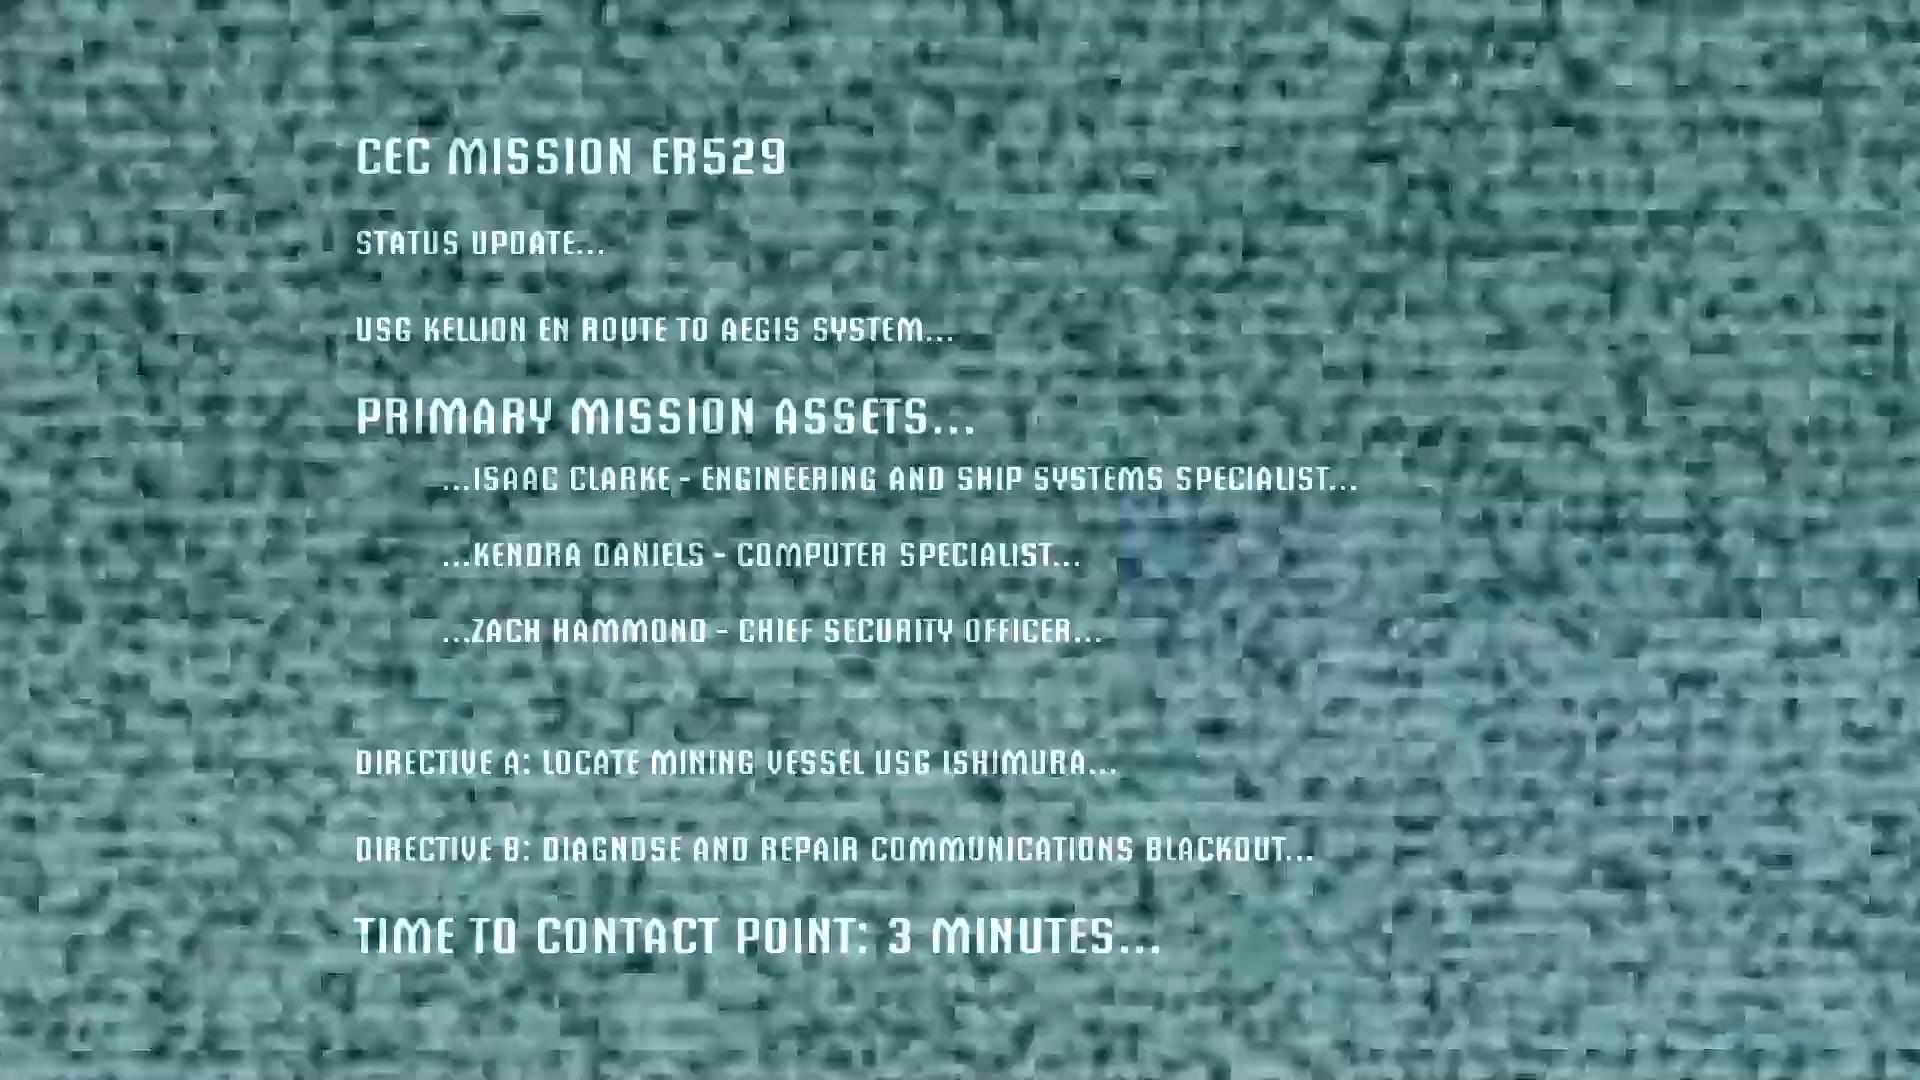 CEC MISSION ER529
STATUS UPDATE...
USG KELLION EN ROUTE TO AEGIS SYSTEM...
PRIMARY MISSION ASSETS...
...ISAAC CLARKE - ENGINEERING AND SHIP SYSTEMS SPECIALIST...
...KENDRA DANIELS - COMPUTER SPECIALIST...
...ZACH HAMMOND - CHIEF SECURITY OFFICER...
DIRECTIVE A: LOCATE MINING VESSEL USG ISHIMURA...
DIRECTIVE B: DIAGNOSE AND REPAIR COMMUNICATIONS BLACKOUT...
TIME TO CONTACT POINT: 3 MINUTES...